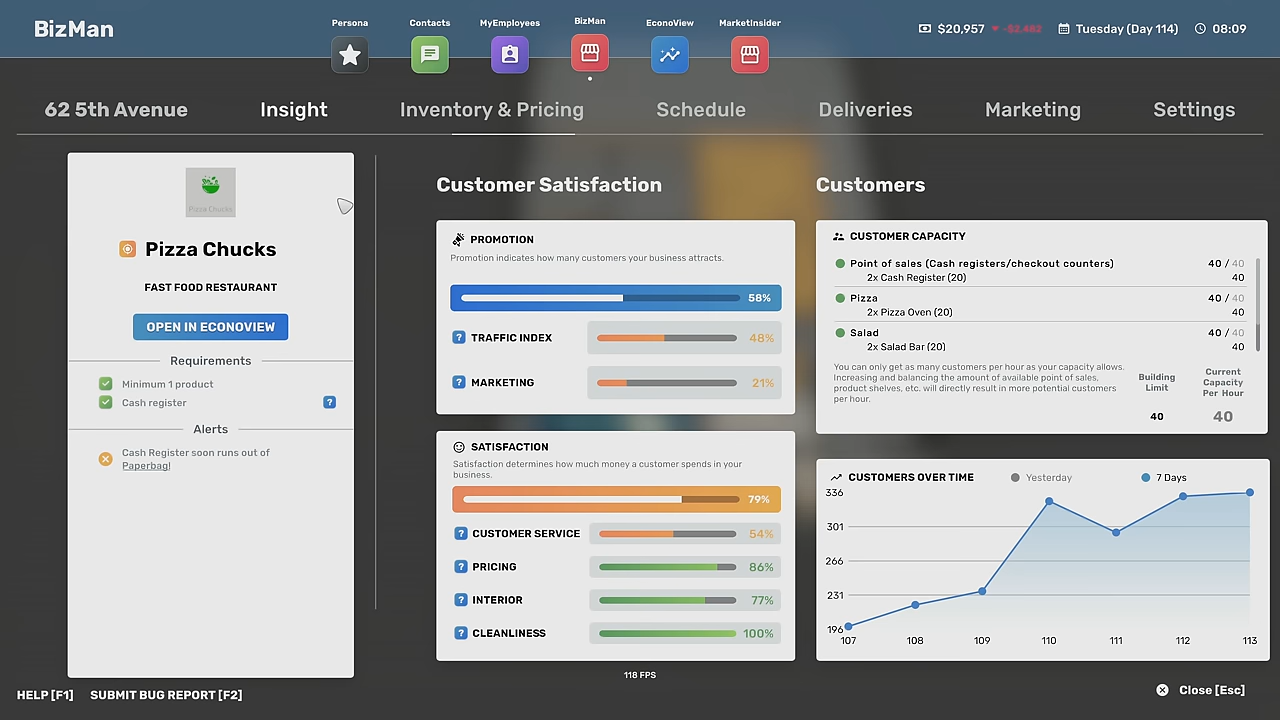 BizMan
Persona
Contacts
MyEmployees
BizMan
EconoView
MarketInsider
$20,957
-$2,482
Tuesday (Day 114)
08:09
62 5th Avenue
Insight
Inventory & Pricing
Schedule
Deliveries
Marketing
Settings
Pizza Chucks
Pizza Chucks
FAST FOOD RESTAURANT
OPEN IN ECONOVIEW
Requirements
Minimum 1 product
Cash register
?
Alerts
Cash Register soon runs out of
Paperbag!
Customer Satisfaction
PROMOTION
Promotion indicates how many customers your business attracts.
58%
? TRAFFIC INDEX 48%
? MARKETING 21%
SATISFACTION
Satisfaction determines how much money a customer spends in your
business.
79%
? CUSTOMER SERVICE 54%
? PRICING 86%
? INTERIOR 77%
? CLEANLINESS 100%
Customers
CUSTOMER CAPACITY
Point of sales (Cash registers/checkout counters) 40 / 40
2x Cash Register (20) 40
Pizza 40 / 40
2x Pizza Oven (20) 40
Salad 40 / 40
2x Salad Bar (20) 40
You can only get as many customers per hour as your capacity allows.
Increasing and balancing the amount of available point of sales,
product shelves, etc. will directly result in more potential customers
per hour.
Building
Limit
40
Current
Capacity
Per Hour
40
CUSTOMERS OVER TIME
Yesterday
7 Days
336
301
266
231
196
107 108 109 110 111 112 113
118 FPS
HELP [F1]
SUBMIT BUG REPORT [F2]
Close [Esc]